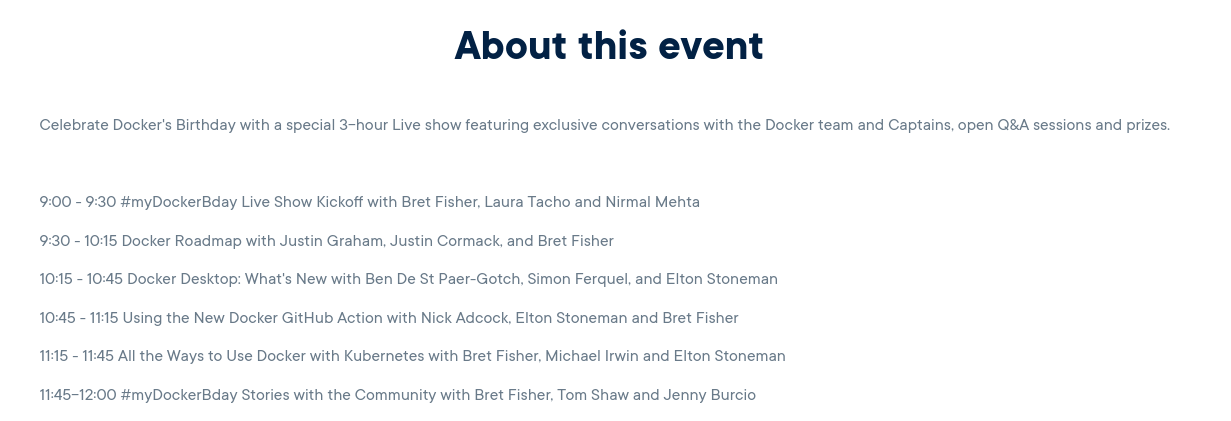 About this event
Celebrate Docker's Birthday with a special 3-hour Live show featuring exclusive conversations with the Docker team and Captains, open Q&A sessions and prizes.
9:00 - 9:30 #myDockerBday Live Show Kickoff with Bret Fisher, Laura Tacho and Nirmal Mehta
9:30 - 10:15 Docker Roadmap with Justin Graham, Justin Cormack, and Bret Fisher
10:15 - 10:45 Docker Desktop: What's New with Ben De St Paer-Gotch, Simon Ferquel, and Elton Stoneman
10:45 - 11:15 Using the New Docker GitHub Action with Nick Adcock, Elton Stoneman and Bret Fisher
11:15 - 11:45 All the Ways to Use Docker with Kubernetes with Bret Fisher, Michael Irwin and Elton Stoneman
11:45–12:00 #myDockerBday Stories with the Community with Bret Fisher, Tom Shaw and Jenny Burcio